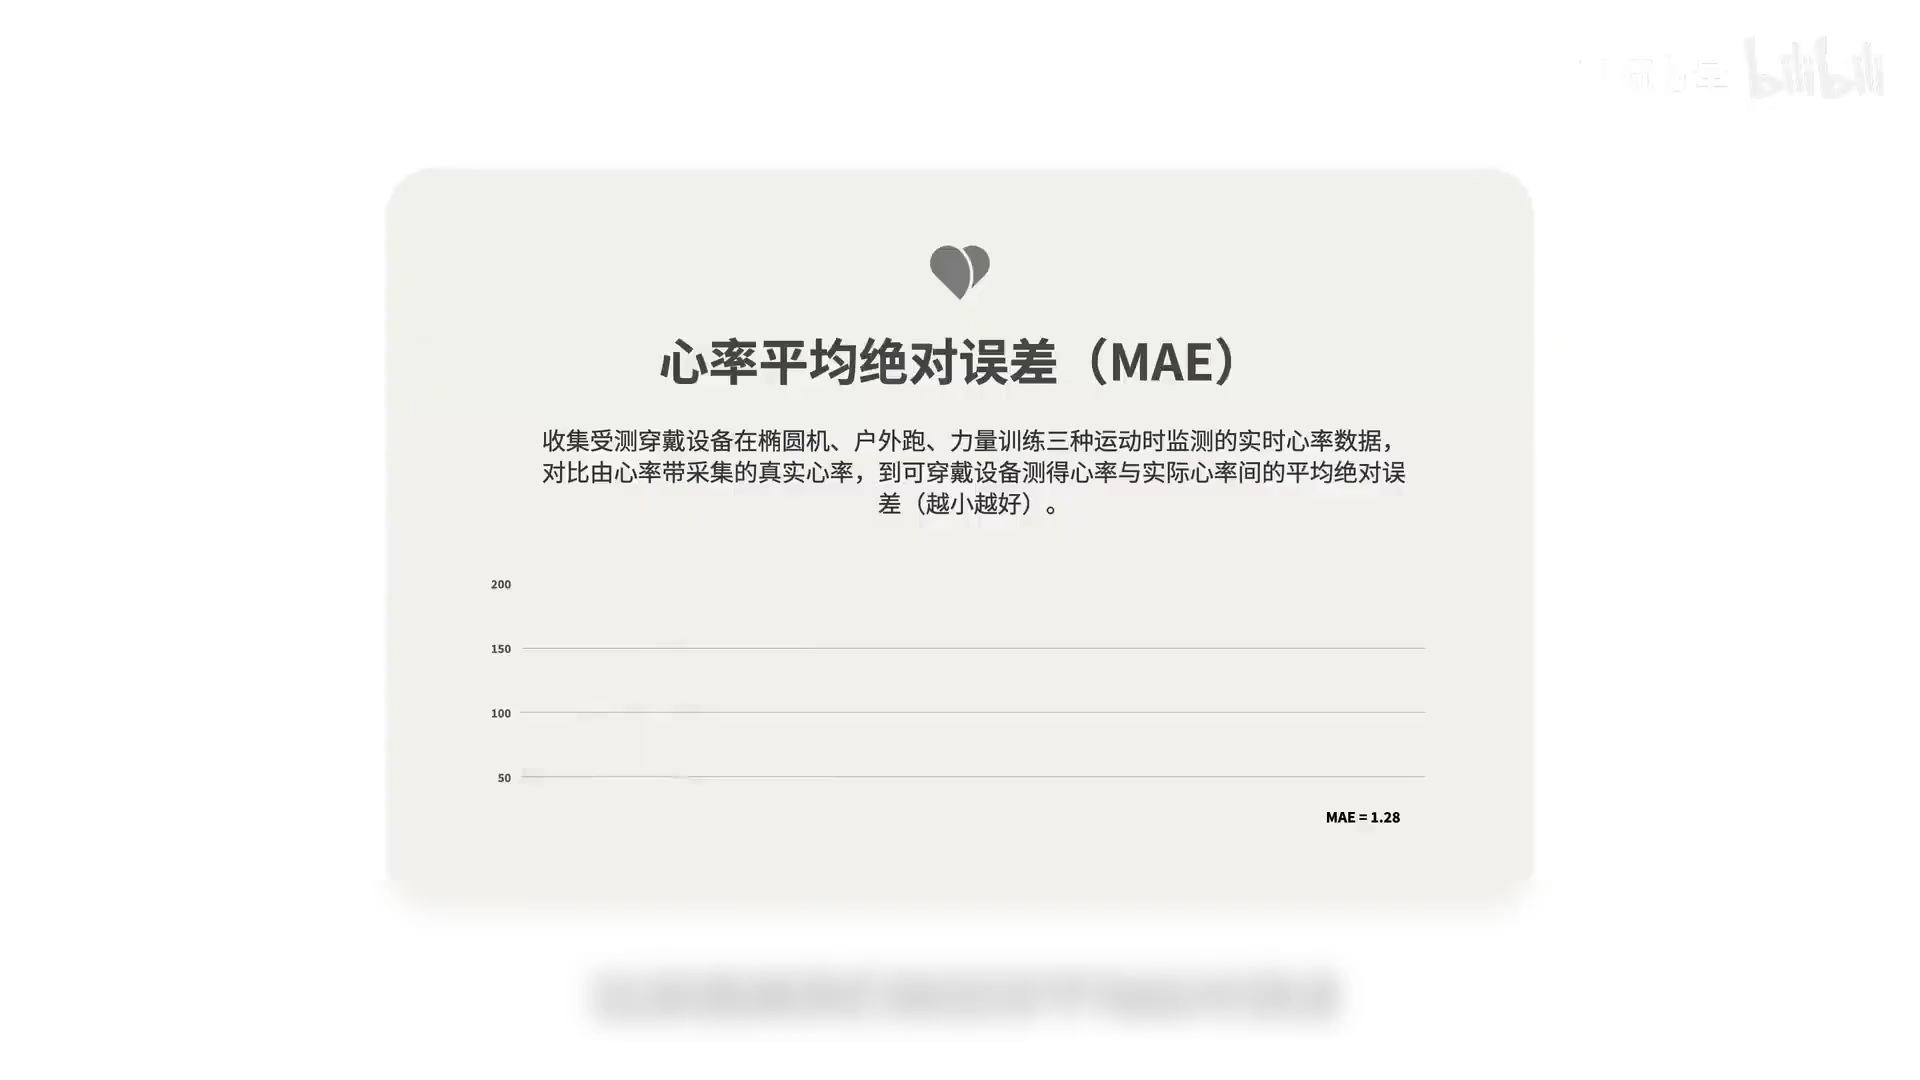 bilibili
心率平均绝对误差（MAE）
收集受测穿戴设备在椭圆机、户外跑、力量训练三种运动时监测的实时心率数据，
对比由心率带采集的真实心率，到可穿戴设备测得心率与实际心率间的平均绝对误
差（越小越好）。
200
150
100
50
MAE = 1.28